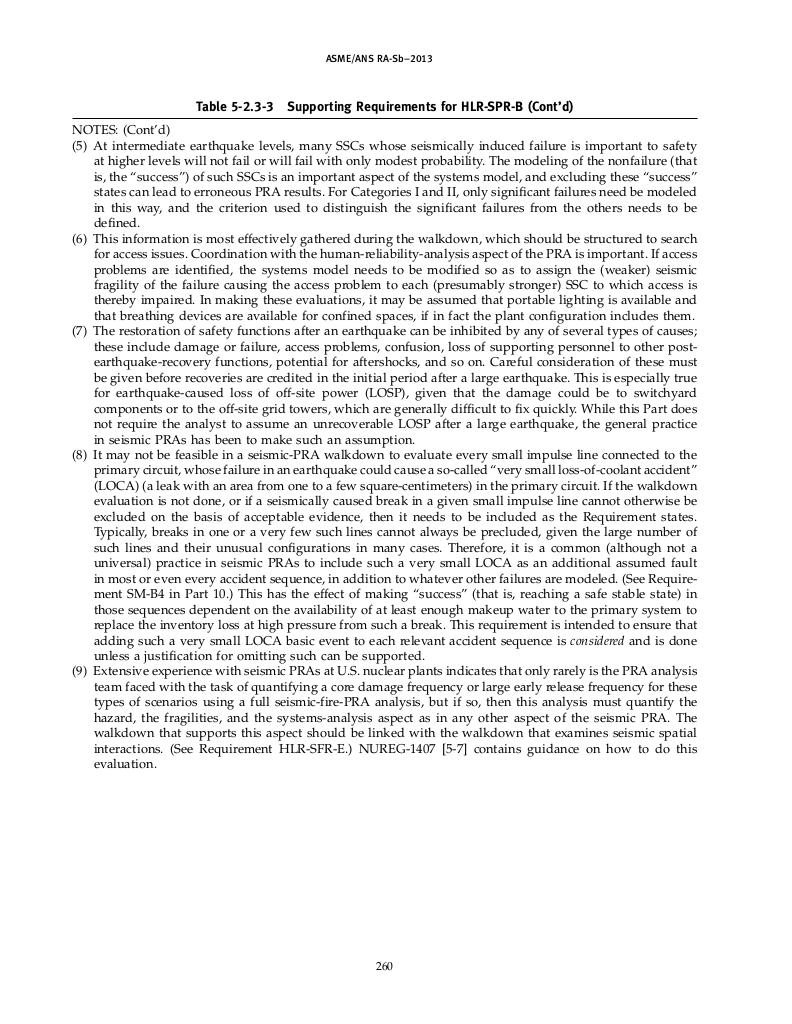 ASME/ANS RA-Sb–2013
Table 5-2.3-3 Supporting Requirements for HLR-SPR-B (Cont’d)
NOTES: (Cont’d)
(5) At intermediate earthquake levels, many SSCs whose seismically induced failure is important to safety
at higher levels will not fail or will fail with only modest probability. The modeling of the nonfailure (that
is, the “success”) of such SSCs is an important aspect of the systems model, and excluding these “success”
states can lead to erroneous PRA results. For Categories I and II, only significant failures need be modeled
in this way, and the criterion used to distinguish the significant failures from the others needs to be
defined.
(6) This information is most effectively gathered during the walkdown, which should be structured to search
for access issues. Coordination with the human-reliability-analysis aspect of the PRA is important. If access
problems are identified, the systems model needs to be modified so as to assign the (weaker) seismic
fragility of the failure causing the access problem to each (presumably stronger) SSC to which access is
thereby impaired. In making these evaluations, it may be assumed that portable lighting is available and
that breathing devices are available for confined spaces, if in fact the plant configuration includes them.
(7) The restoration of safety functions after an earthquake can be inhibited by any of several types of causes;
these include damage or failure, access problems, confusion, loss of supporting personnel to other post-
earthquake-recovery functions, potential for aftershocks, and so on. Careful consideration of these must
be given before recoveries are credited in the initial period after a large earthquake. This is especially true
for earthquake-caused loss of off-site power (LOSP), given that the damage could be to switchyard
components or to the off-site grid towers, which are generally difficult to fix quickly. While this Part does
not require the analyst to assume an unrecoverable LOSP after a large earthquake, the general practice
in seismic PRAs has been to make such an assumption.
(8) It may not be feasible in a seismic-PRA walkdown to evaluate every small impulse line connected to the
primary circuit, whose failure in an earthquake could cause a so-called “very small loss-of-coolant accident”
(LOCA) (a leak with an area from one to a few square-centimeters) in the primary circuit. If the walkdown
evaluation is not done, or if a seismically caused break in a given small impulse line cannot otherwise be
excluded on the basis of acceptable evidence, then it needs to be included as the Requirement states.
Typically, breaks in one or a very few such lines cannot always be precluded, given the large number of
such lines and their unusual configurations in many cases. Therefore, it is a common (although not a
universal) practice in seismic PRAs to include such a very small LOCA as an additional assumed fault
in most or even every accident sequence, in addition to whatever other failures are modeled. (See Require-
ment SM-B4 in Part 10.) This has the effect of making “success” (that is, reaching a safe stable state) in
those sequences dependent on the availability of at least enough makeup water to the primary system to
replace the inventory loss at high pressure from such a break. This requirement is intended to ensure that
adding such a very small LOCA basic event to each relevant accident sequence is considered and is done
unless a justification for omitting such can be supported.
(9) Extensive experience with seismic PRAs at U.S. nuclear plants indicates that only rarely is the PRA analysis
team faced with the task of quantifying a core damage frequency or large early release frequency for these
types of scenarios using a full seismic-fire-PRA analysis, but if so, then this analysis must quantify the
hazard, the fragilities, and the systems-analysis aspect as in any other aspect of the seismic PRA. The
walkdown that supports this aspect should be linked with the walkdown that examines seismic spatial
interactions. (See Requirement HLR-SFR-E.) NUREG-1407 [5-7] contains guidance on how to do this
evaluation.
260